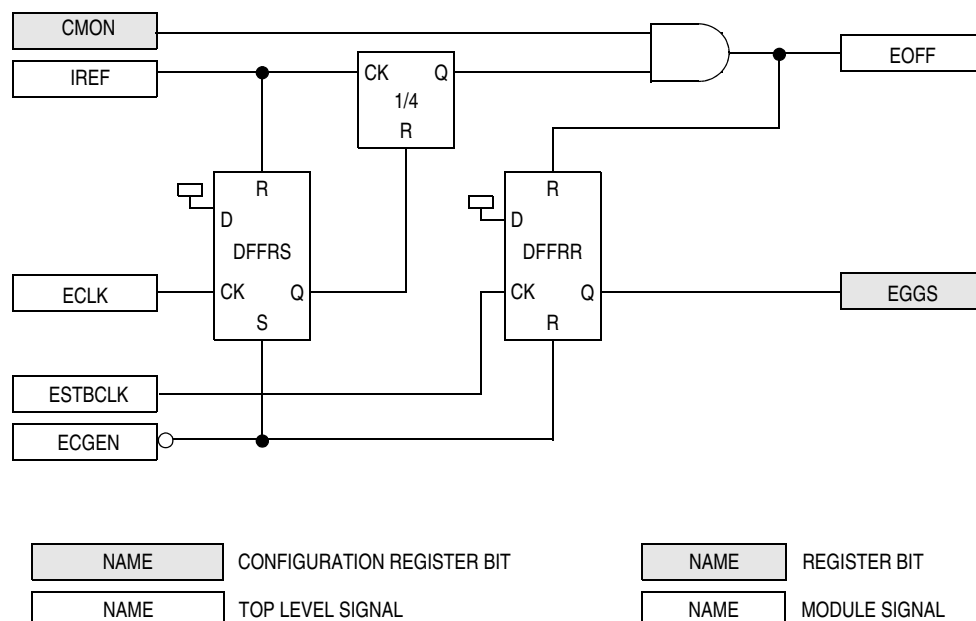 CMON
IREF
EOFF
CK Q
1/4
R
R
D
DFFRS
CK Q
S
R
D
DFFRR
CK Q
R
ECLK
EGGS
ESTBCLK
ECGEN
NAME CONFIGURATION REGISTER BIT
NAME REGISTER BIT
NAME TOP LEVEL SIGNAL
NAME MODULE SIGNAL